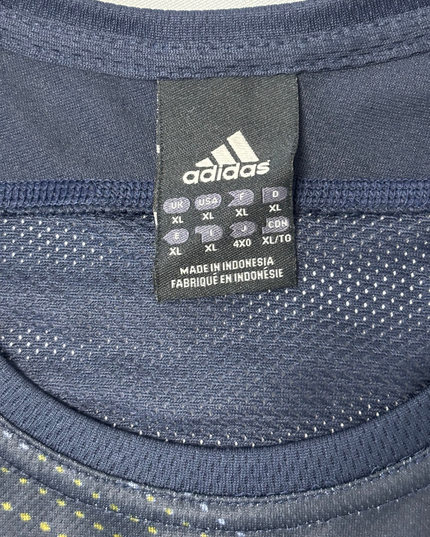 adidas
UK USA F D
XL XL XL XL
E I J CDN
XL XL 4XO XL/TG
MADE IN INDONESIA
FABRIQUÉ EN INDONÉSIE